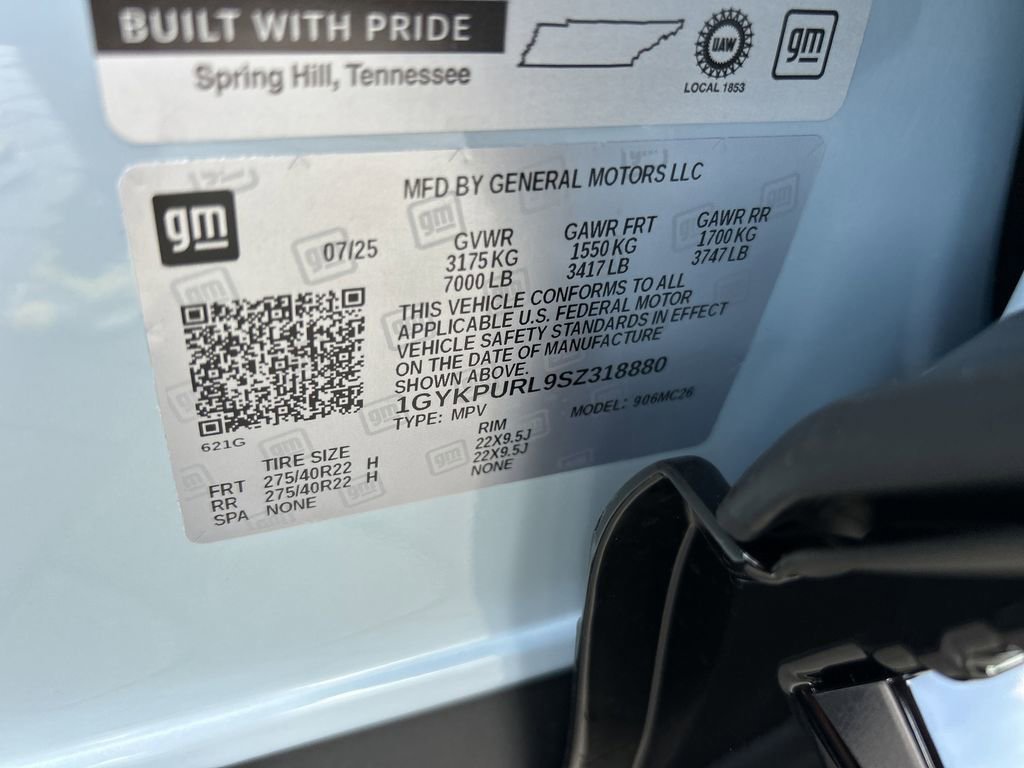 BUILT WITH PRIDE
Spring Hill, Tennessee
UAW
LOCAL 1853
gm
gm
MFD BY GENERAL MOTORS LLC
07/25
GVWR
3175 KG
7000 LB
GAWR FRT
1550 KG
3417 LB
GAWR RR
1700 KG
3747 LB
THIS VEHICLE CONFORMS TO ALL
APPLICABLE U.S. FEDERAL MOTOR
VEHICLE SAFETY STANDARDS IN EFFECT
ON THE DATE OF MANUFACTURE
SHOWN ABOVE.
1GYKPURL9SZ318880
TYPE: MPV
MODEL: 906MC26
621G
TIRE SIZE
RIM
FRT 275/40R22 H 22X9.5J
RR 275/40R22 H 22X9.5J
SPA NONE NONE